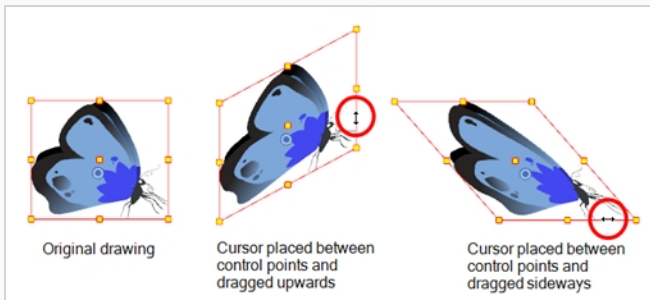 Original drawing
Cursor placed between
control points and
dragged upwards
Cursor placed between
control points and
dragged sideways